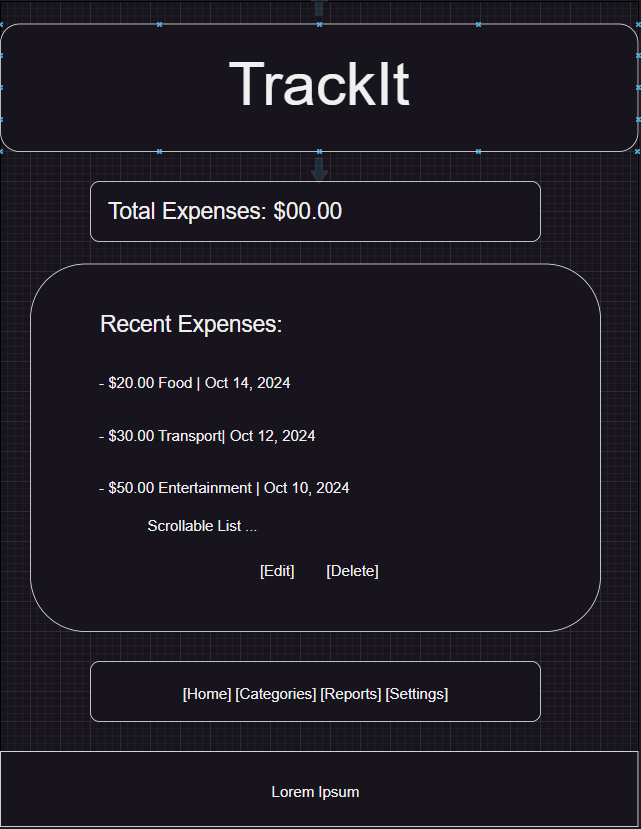 TrackIt
Total Expenses: $00.00
Recent Expenses:
- $20.00 Food | Oct 14, 2024
- $30.00 Transport| Oct 12, 2024
- $50.00 Entertainment | Oct 10, 2024
Scrollable List ...
[Edit] [Delete]
[Home] [Categories] [Reports] [Settings]
Lorem Ipsum